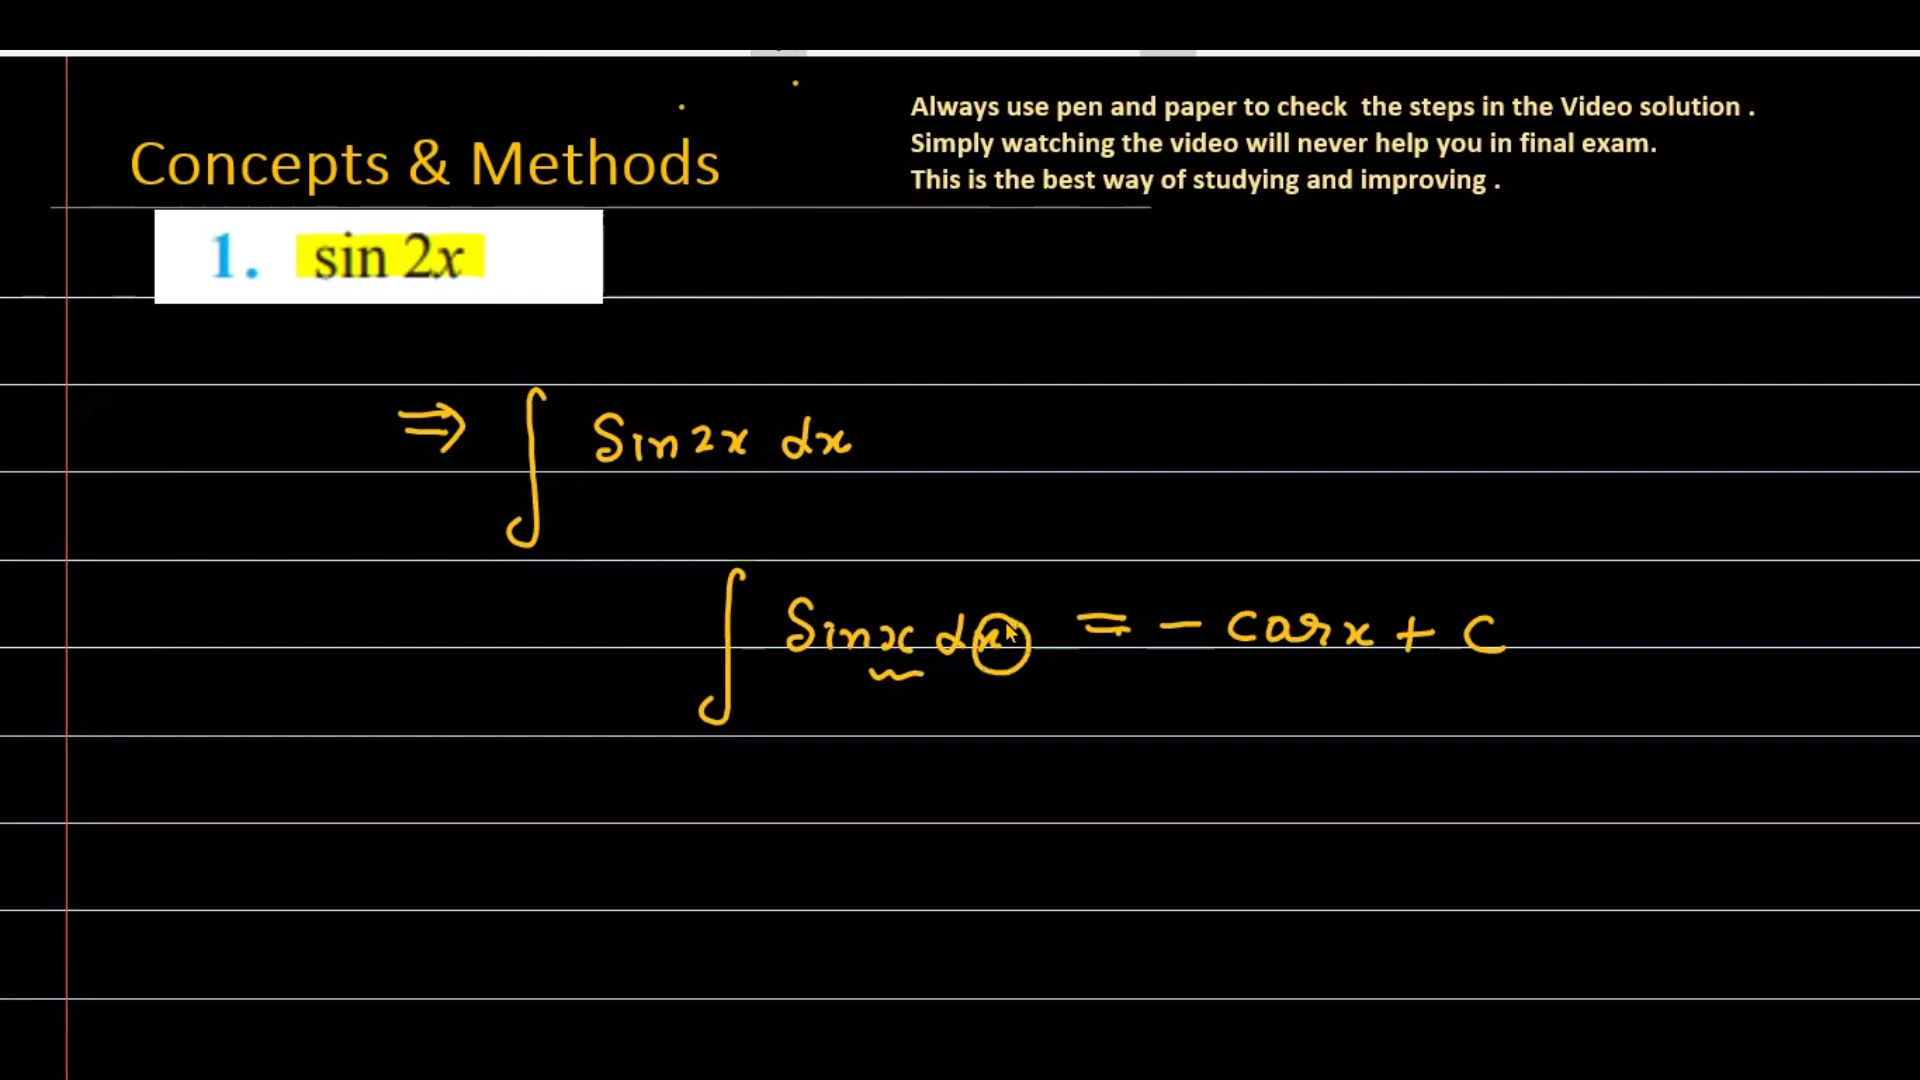 Always use pen and paper to check the steps in the Video solution .
Simply watching the video will never help you in final exam.
This is the best way of studying and improving .
Concepts & Methods
1. sin 2x
⇒ ∫ Sin2x dx
∫ Sinx dx = - cosx + C